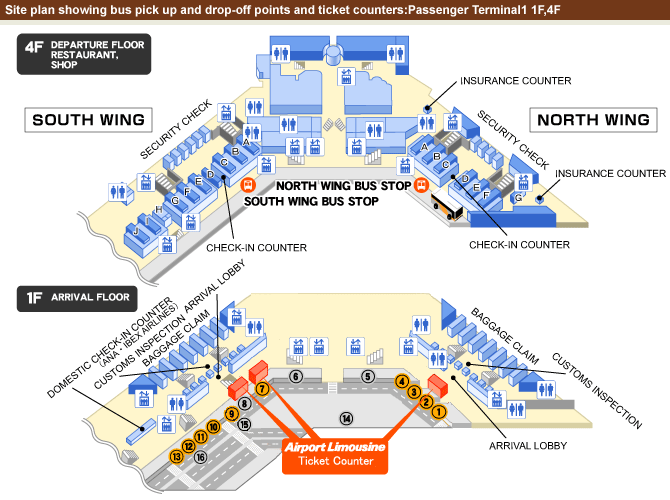 Site plan showing bus pick up and drop-off points and ticket counters:Passenger Terminal1 1F,4F
4F DEPARTURE FLOOR
RESTAURANT,
SHOP
INSURANCE COUNTER
SOUTH WING
SECURITY CHECK
SECURITY CHECK
NORTH WING
A
B
C
D
E
F
G
H
I
J
A
B
C
D
E
F
G
INSURANCE COUNTER
NORTH WING BUS STOP
SOUTH WING BUS STOP
CHECK-IN COUNTER
CHECK-IN COUNTER
1F ARRIVAL FLOOR
DOMESTIC CHECK-IN COUNTER
(ANA・IBEX AIRLINES)
CUSTOMS INSPECTION
BAGGAGE CLAIM
ARRIVAL LOBBY
BAGGAGE CLAIM
CUSTOMS INSPECTION
ARRIVAL LOBBY
7
6
5
4
3
2
1
8
9
10
11
12
13
14
15
16
Airport Limousine
Ticket Counter